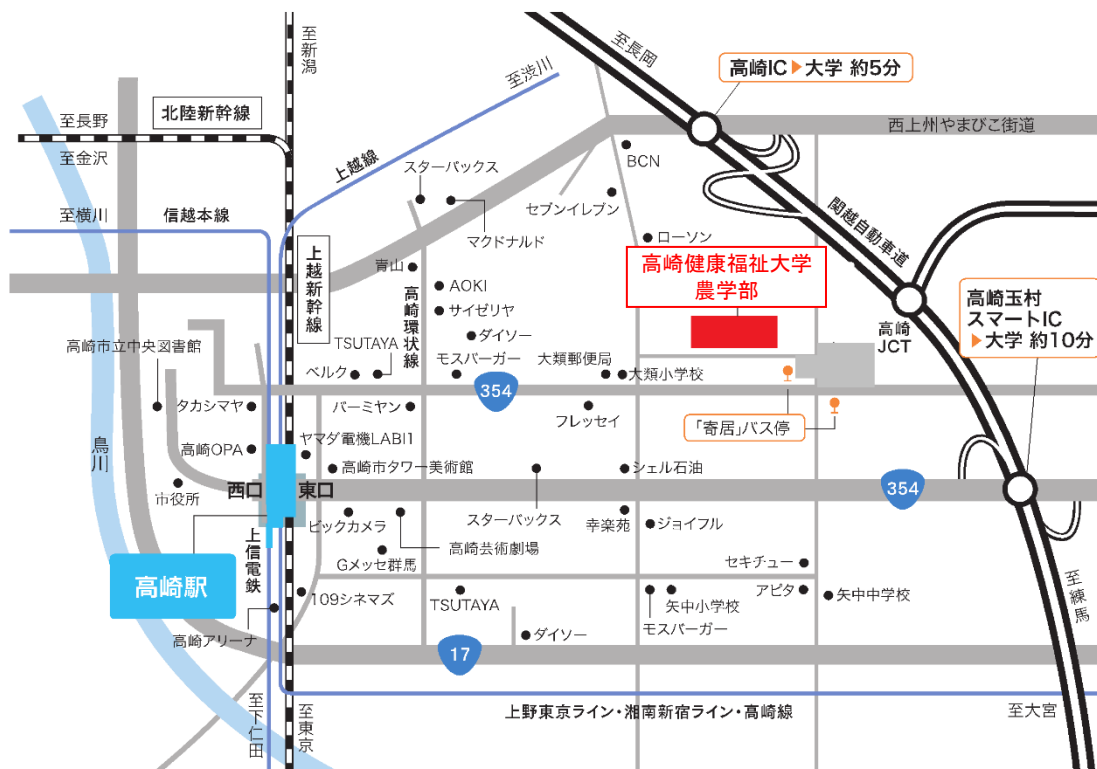 至新潟
至長岡
高崎IC▶大学 約5分
至渋川
北陸新幹線
至長野
至金沢
西上州やまびこ街道
上越線
スターバックス
BCN
セブンイレブン
至横川
信越本線
マクドナルド
関越自動車道
ローソン
上越新幹線
青山
高崎健康福祉大学
農学部
AOKI
高崎環状線
サイゼリヤ
高崎玉村
スマートIC
▶大学 約10分
高崎
JCT
ダイソー
高崎市立中央図書館
TSUTAYA
モスバーガー
大類郵便局
ベルク
大類小学校
354
タカシマヤ
バーミヤン
フレッセイ
「寄居」バス停
烏川
高崎OPA
ヤマダ電機LABI1
高崎市タワー美術館
シェル石油
市役所
西口
東口
354
ビックカメラ
スターバックス
幸楽苑
ジョイフル
上信電鉄
高崎芸術劇場
Gメッセ群馬
セキチュー
高崎駅
109シネマズ
TSUTAYA
矢中小学校
アピタ
矢中中学校
至練馬
高崎アリーナ
モスバーガー
ダイソー
17
至下仁田
至東京
上野東京ライン・湘南新宿ライン・高崎線
至大宮